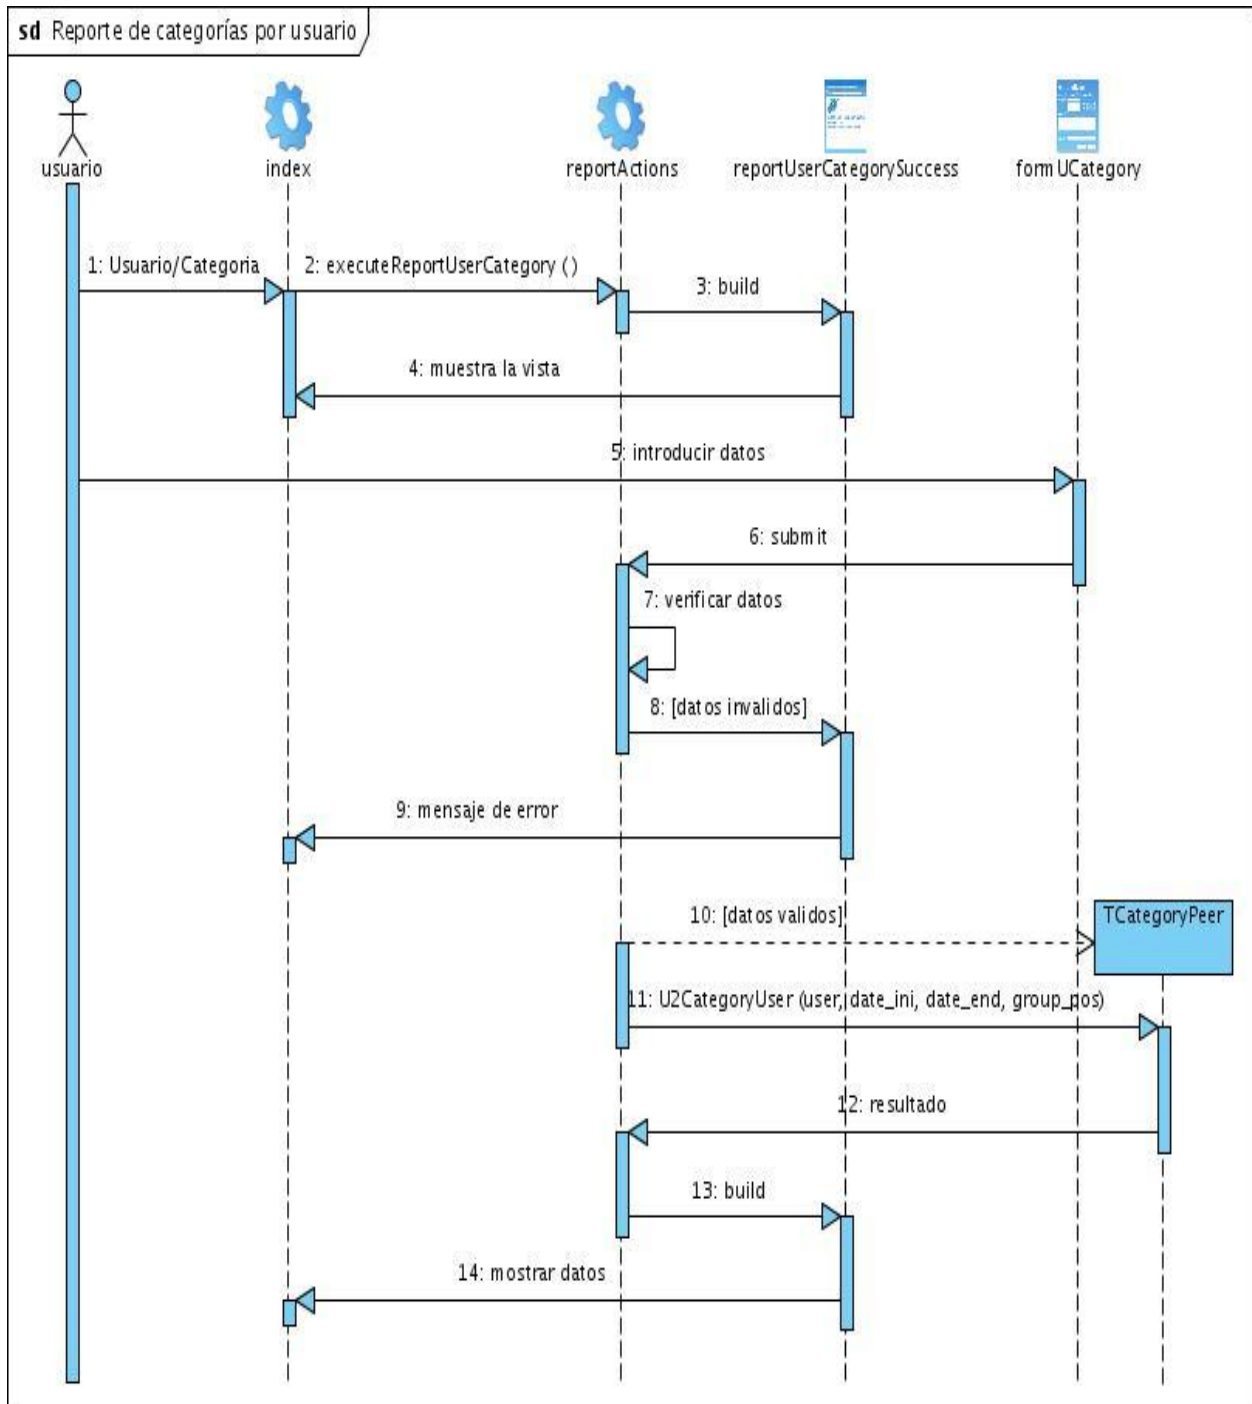 sd Reporte de categorías por usuario
usuario
index
reportActions
reportUserCategorySuccess
formUCategory
1: Usuario/Categoria
2: executeReportUserCategory ()
3: build
4: muestra la vista
5: introducir datos
6: submit
7: verificar datos
8: [datos invalidos]
9: mensaje de error
10: [datos validos]
TCategoryPeer
11: U2CategoryUser (user, date_ini, date_end, group_pos)
12: resultado
13: build
14: mostrar datos